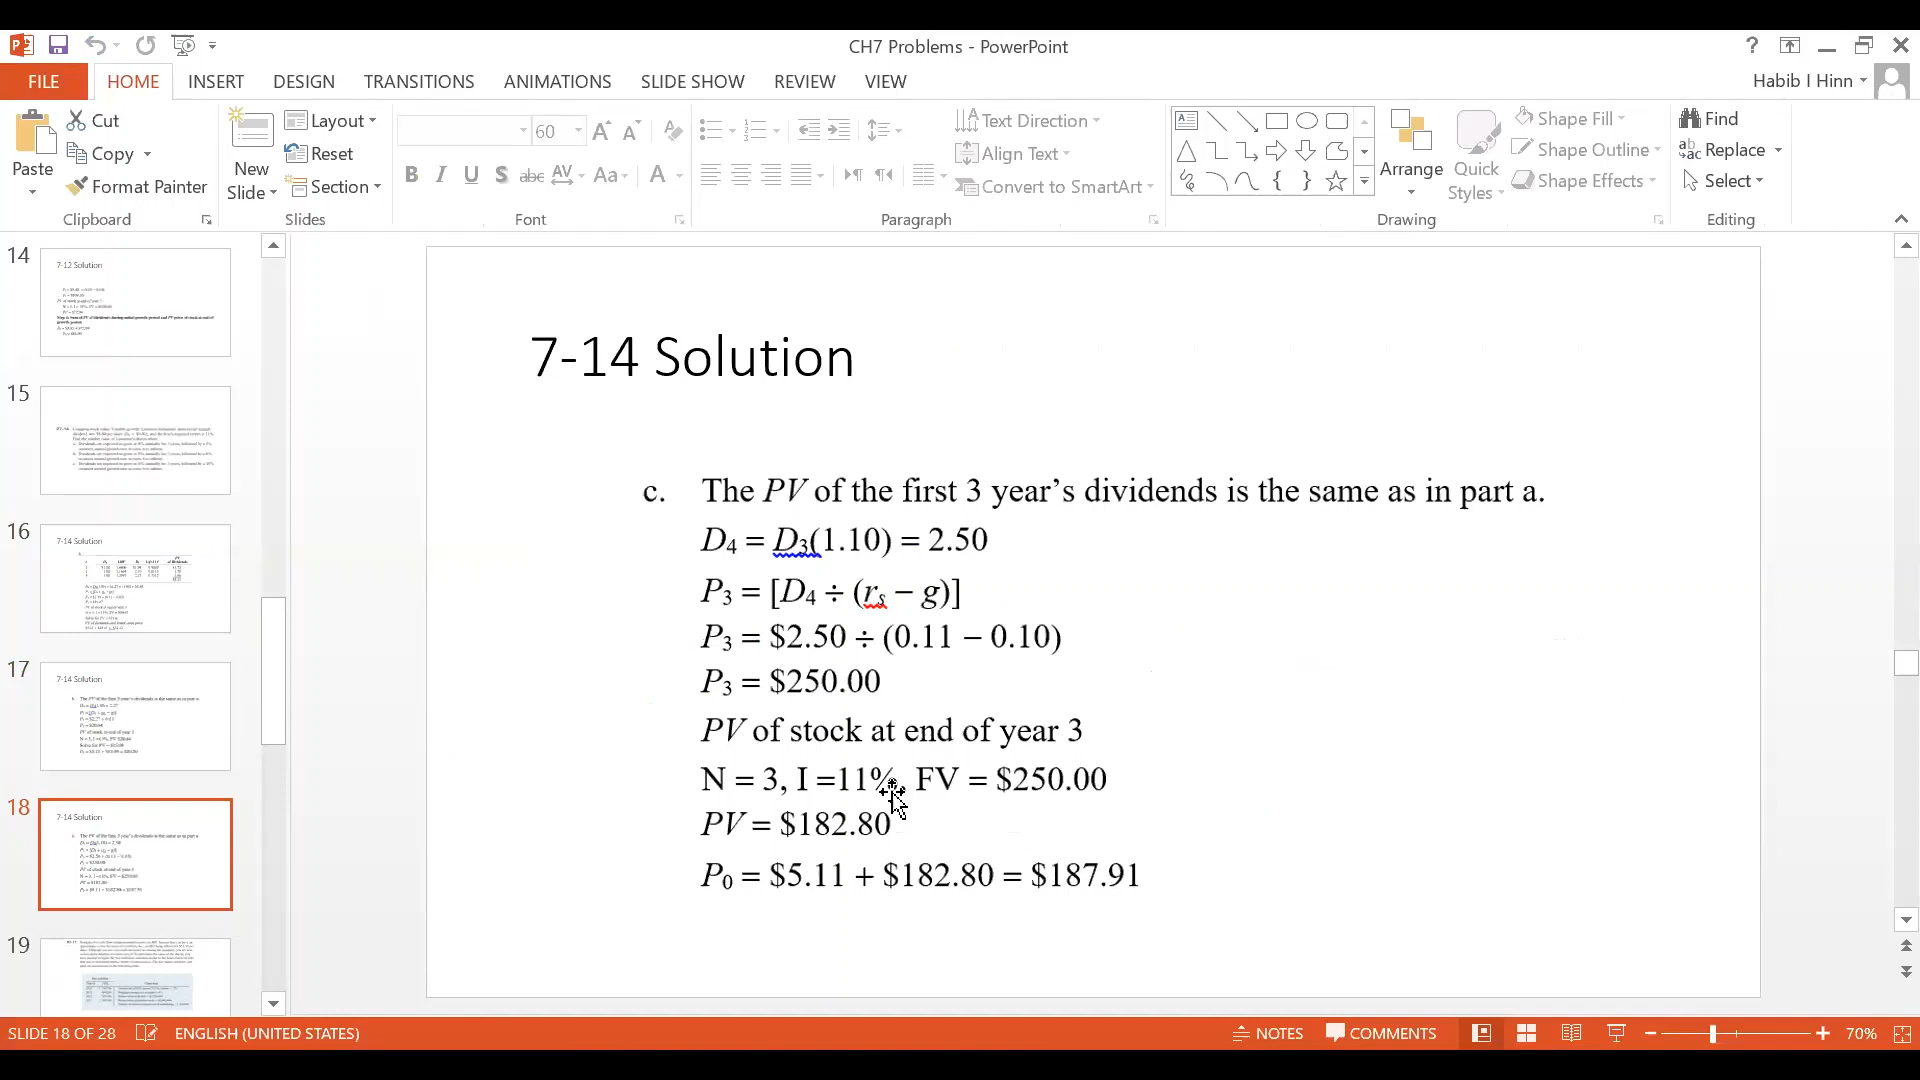 CH7 Problems - PowerPoint
?
FILE
HOME
INSERT
DESIGN
TRANSITIONS
ANIMATIONS
SLIDE SHOW
REVIEW
VIEW
Habib I Hinn
Paste
Cut
Copy
Format Painter
Clipboard
New
Slide
Layout
Reset
Section
Slides
60
B I U S abc AV Aa A
Font
Text Direction
Align Text
Convert to SmartArt
Paragraph
Arrange
Quick
Styles
Shape Fill
Shape Outline
Shape Effects
Drawing
Find
Replace
Select
Editing
14
7-12 Solution
15
16
7-14 Solution
17
7-14 Solution
18
7-14 Solution
19
7-14 Solution
c. The PV of the first 3 year’s dividends is the same as in part a.
D4 = D3(1.10) = 2.50
P3 = [D4 ÷ (rs − g)]
P3 = $2.50 ÷ (0.11 − 0.10)
P3 = $250.00
PV of stock at end of year 3
N = 3, I =11%, FV = $250.00
PV = $182.80
P0 = $5.11 + $182.80 = $187.91
SLIDE 18 OF 28
ENGLISH (UNITED STATES)
NOTES
COMMENTS
70%